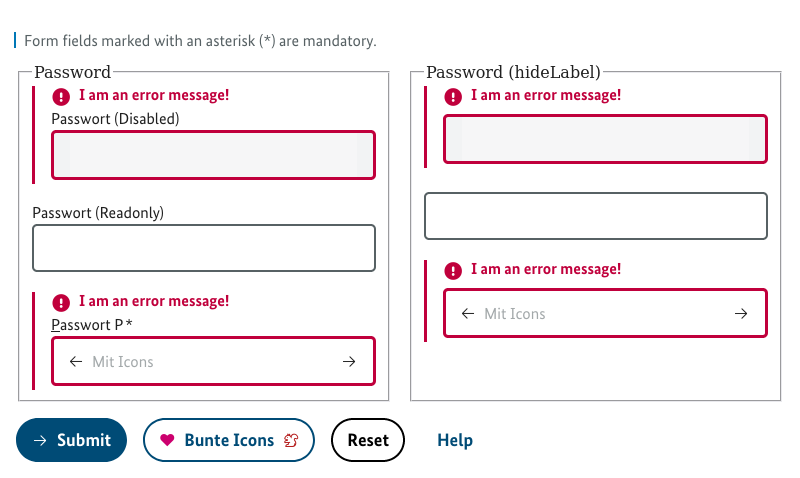 Form fields marked with an asterisk (*) are mandatory.
Password
I am an error message!
Passwort (Disabled)
Passwort (Readonly)
I am an error message!
Passwort P *
Mit Icons
Password (hideLabel)
I am an error message!
I am an error message!
Mit Icons
Submit
Bunte Icons
Reset
Help